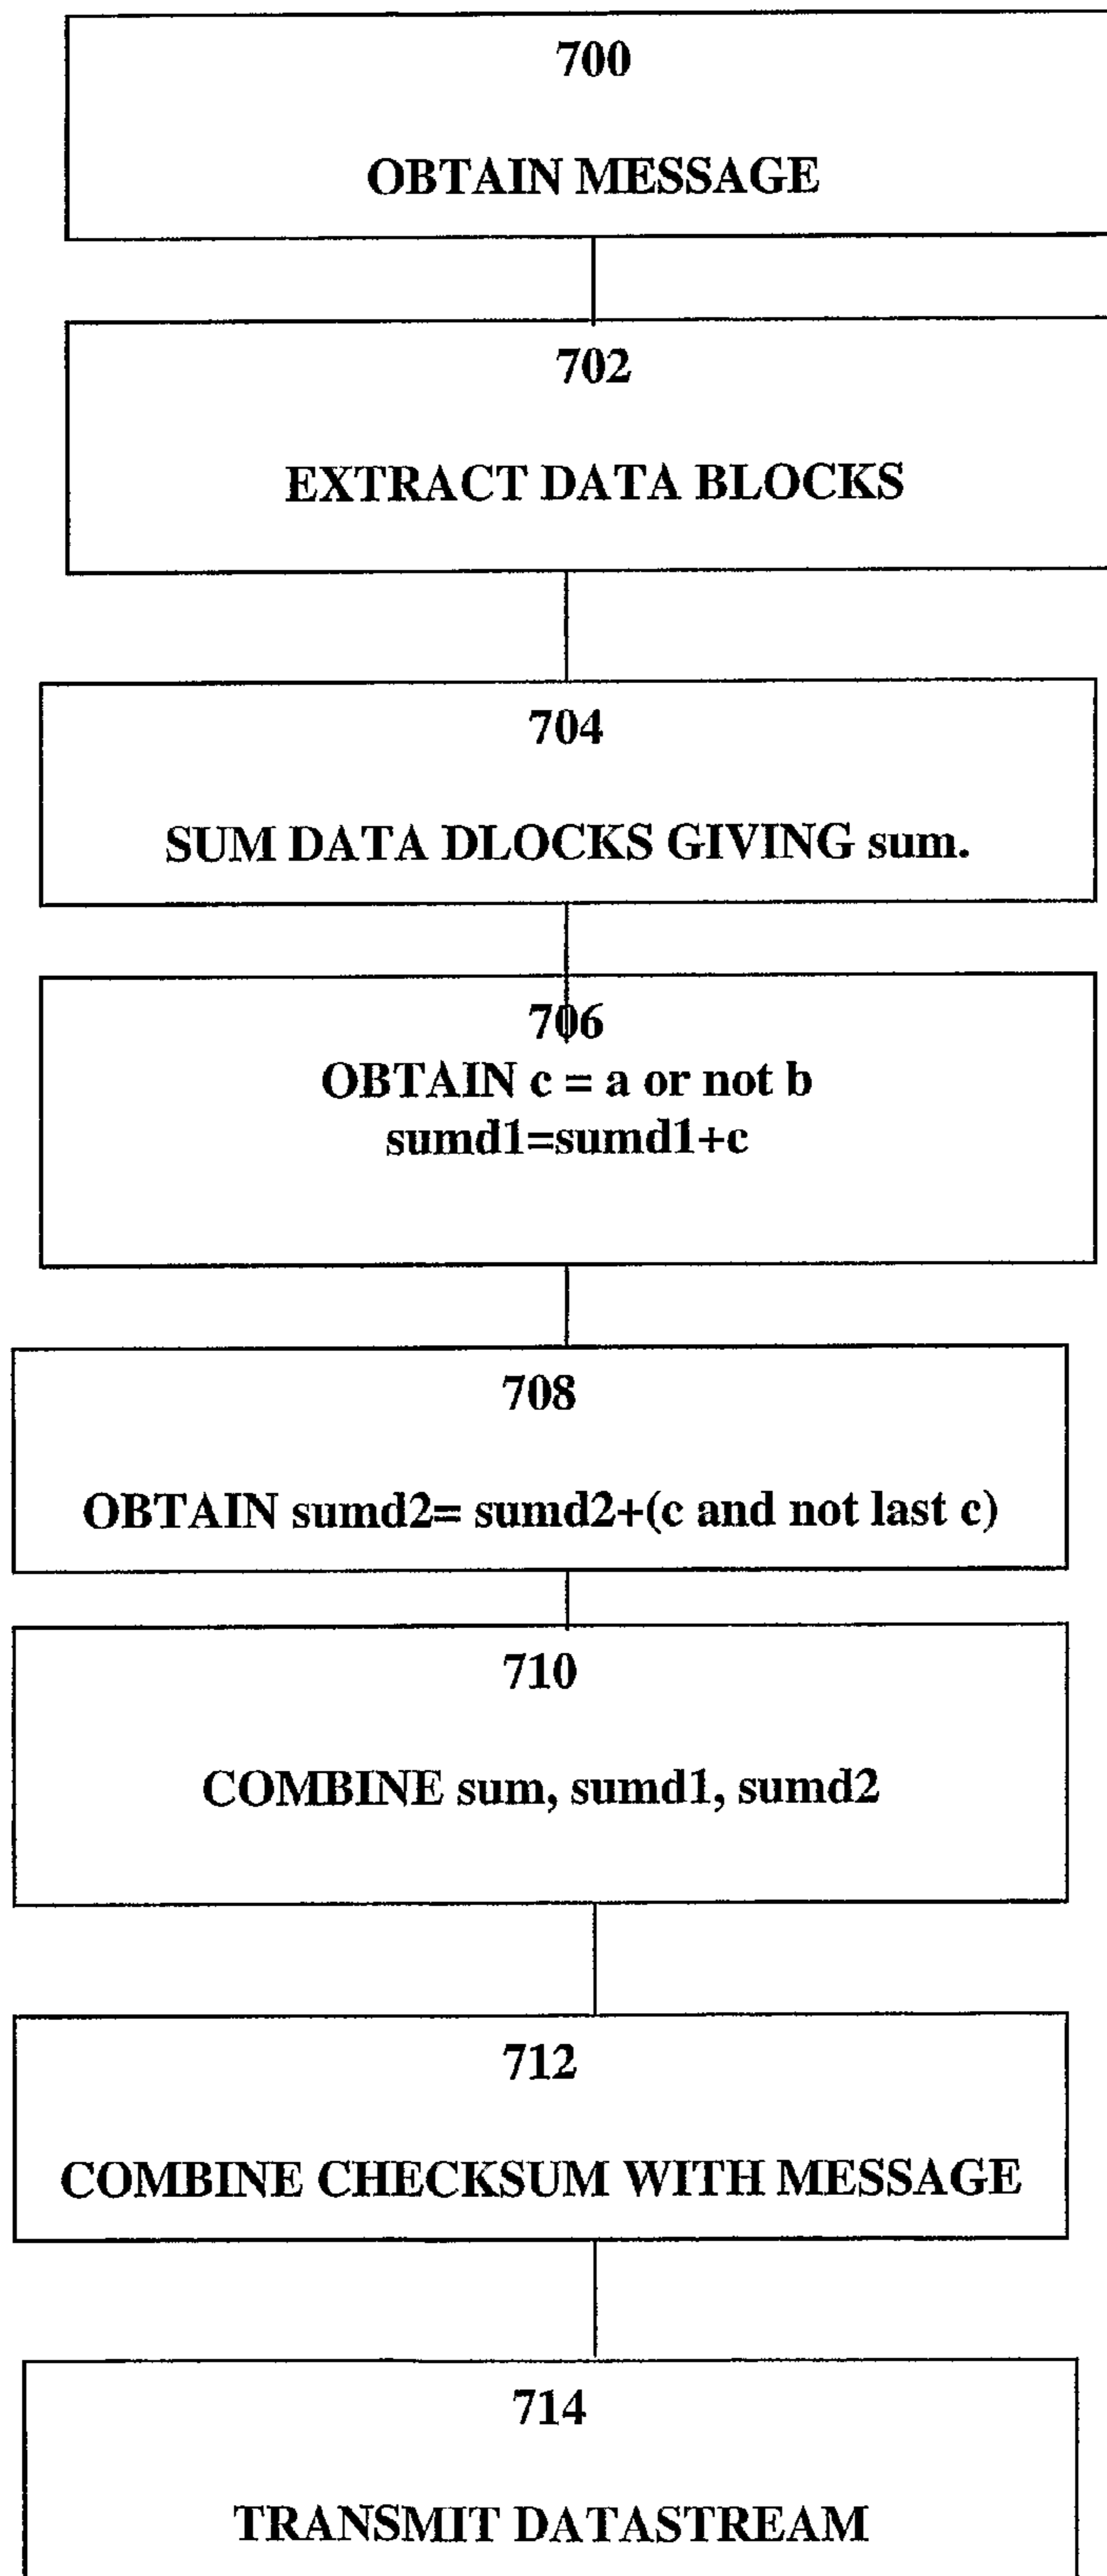 700
OBTAIN MESSAGE
702
EXTRACT DATA BLOCKS
704
SUM DATA DLOCKS GIVING sum.
706
OBTAIN c = a or not b
sumd1=sumd1+c
708
OBTAIN sumd2= sumd2+(c and not last c)
710
COMBINE sum, sumd1, sumd2
712
COMBINE CHECKSUM WITH MESSAGE
714
TRANSMIT DATASTREAM